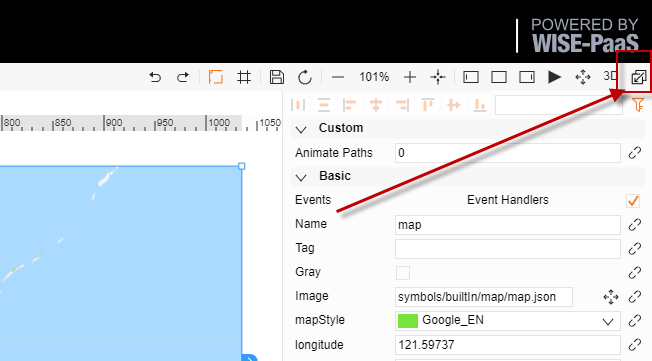 POWERED BY
WISE-PaaS
101%
3D
800
850
900
950
1000
1050
Custom
Animate Paths 0
Basic
Events Event Handlers
Name map
Tag
Gray
Image symbols/builtIn/map/map.json
mapStyle Google_EN
longitude 121.59737